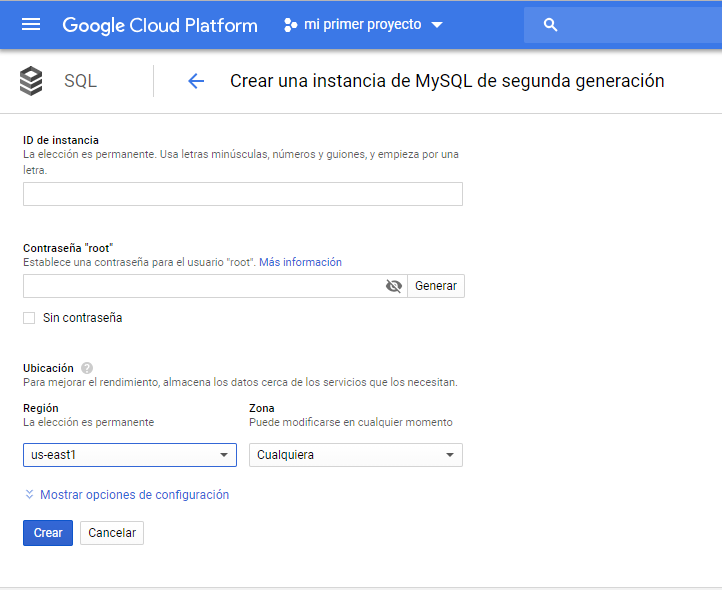 Google Cloud Platform mi primer proyecto
SQL Crear una instancia de MySQL de segunda generación
ID de instancia
La elección es permanente. Usa letras minúsculas, números y guiones, y empieza por una
letra.
Contraseña "root"
Establece una contraseña para el usuario "root". Más información
Generar
Sin contraseña
Ubicación ?
Para mejorar el rendimiento, almacena los datos cerca de los servicios que los necesitan.
Región Zona
La elección es permanente Puede modificarse en cualquier momento
us-east1 Cualquiera
Mostrar opciones de configuración
Crear Cancelar